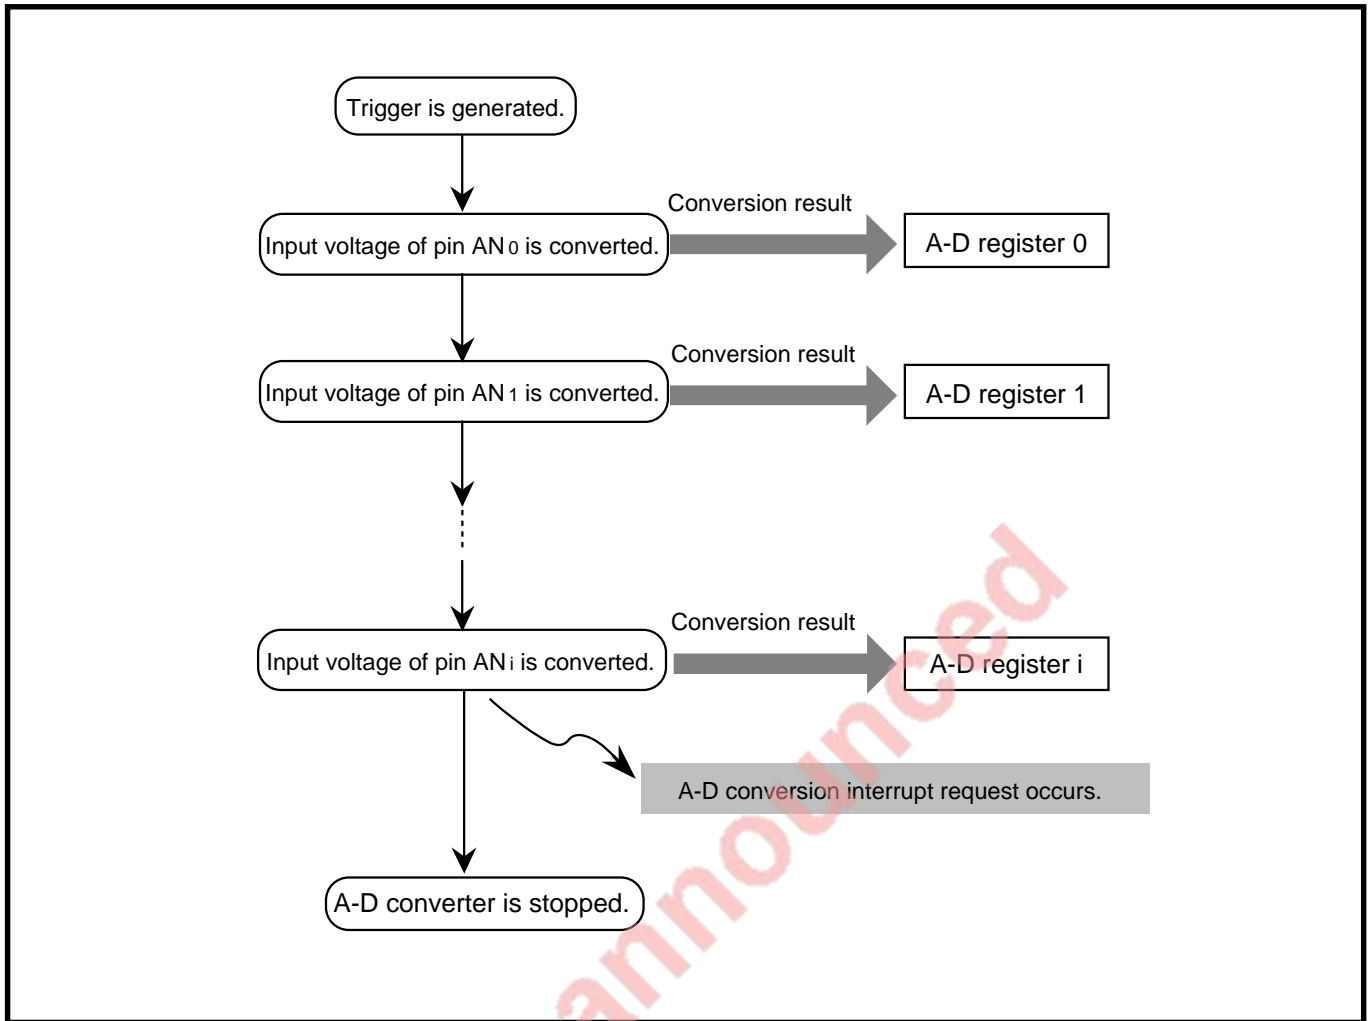 Trigger is generated.
Conversion result
Input voltage of pin AN0 is converted.
A-D register 0
Conversion result
Input voltage of pin AN1 is converted.
A-D register 1
Conversion result
Input voltage of pin ANi is converted.
A-D register i
A-D conversion interrupt request occurs.
A-D converter is stopped.
announced